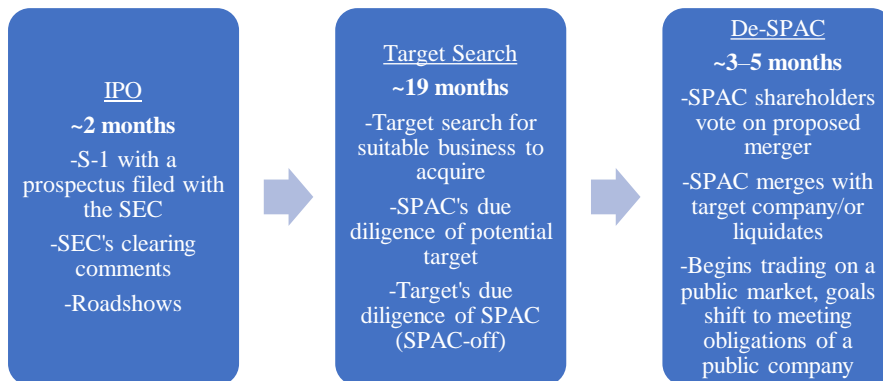 IPO
~2 months
-S-1 with a
prospectus filed with
the SEC
-SEC's clearing
comments
-Roadshows
Target Search
~19 months
-Target search for
suitable business to
acquire
-SPAC's due
diligence of potential
target
-Target's due
diligence of SPAC
(SPAC-off)
De-SPAC
~3–5 months
-SPAC shareholders
vote on proposed
merger
-SPAC merges with
target company/or
liquidates
-Begins trading on a
public market, goals
shift to meeting
obligations of a
public company